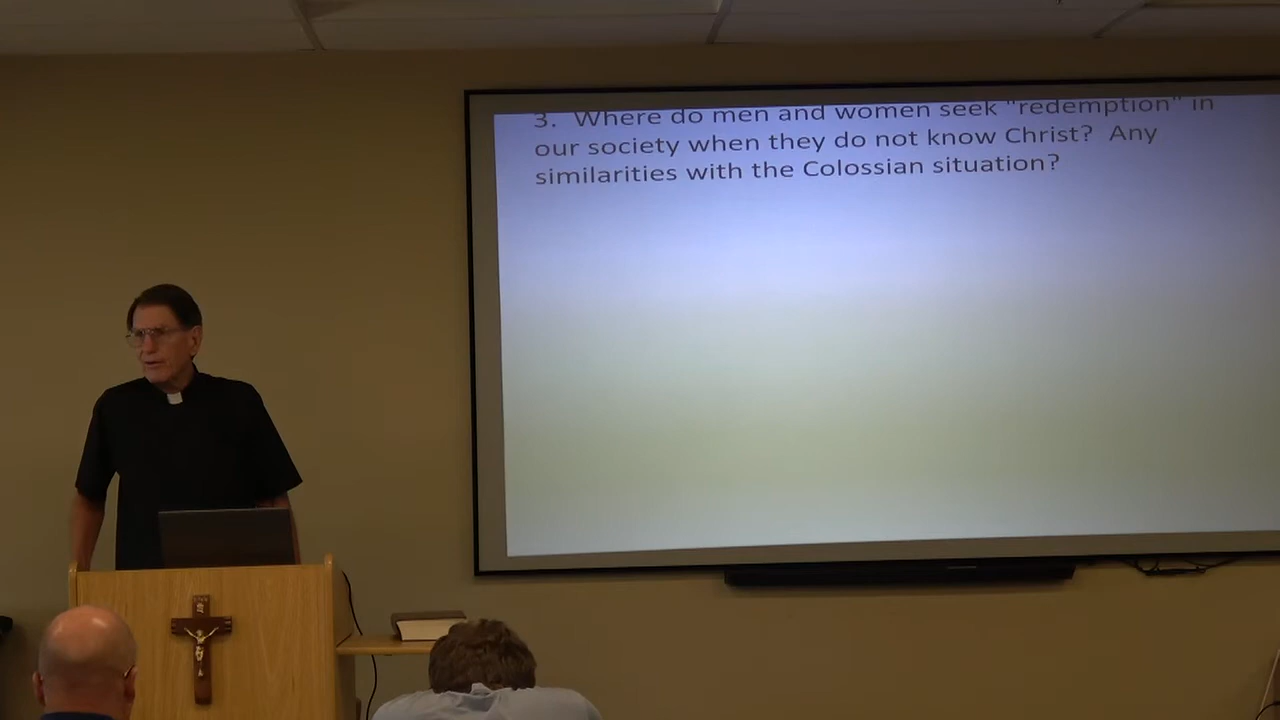 3. Where do men and women seek "redemption" in
our society when they do not know Christ? Any
similarities with the Colossian situation?